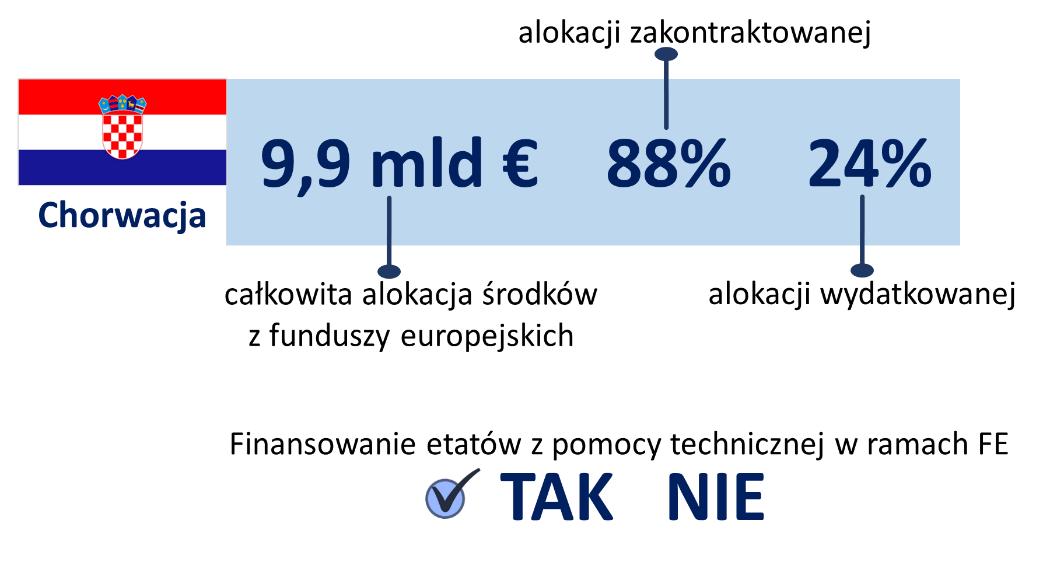 alokacji zakontraktowanej
9,9 mld € 88% 24%
Chorwacja
całkowita alokacja środków
z funduszy europejskich
alokacji wydatkowanej
Finansowanie etatów z pomocy technicznej w ramach FE
TAK NIE